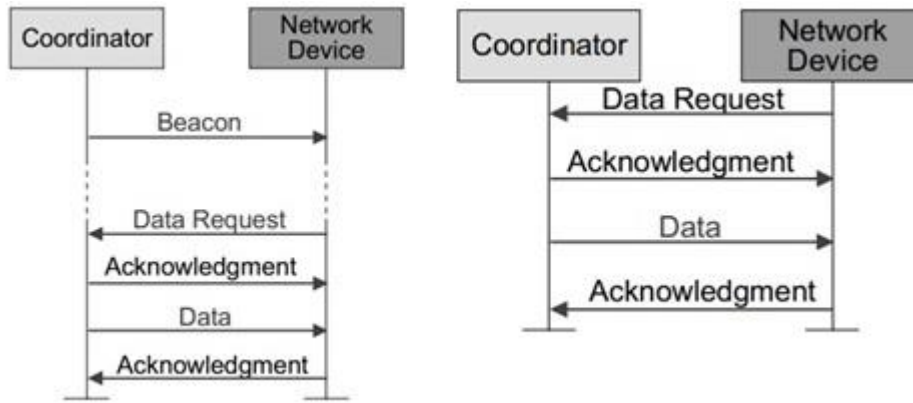 Coordinator
Network
Device
Beacon
Data Request
Acknowledgment
Data
Acknowledgment
Coordinator
Network
Device
Data Request
Acknowledgment
Data
Acknowledgment